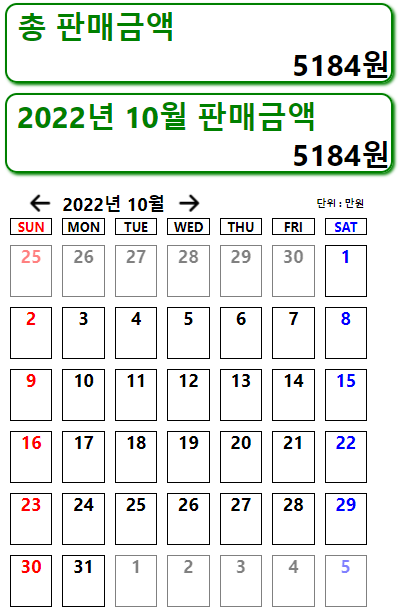 총 판매금액
5184원
2022년 10월 판매금액
5184원
2022년 10월 단위 : 만원
SUN MON TUE WED THU FRI SAT
25 26 27 28 29 30 1
2 3 4 5 6 7 8
9 10 11 12 13 14 15
16 17 18 19 20 21 22
23 24 25 26 27 28 29
30 31 1 2 3 4 5